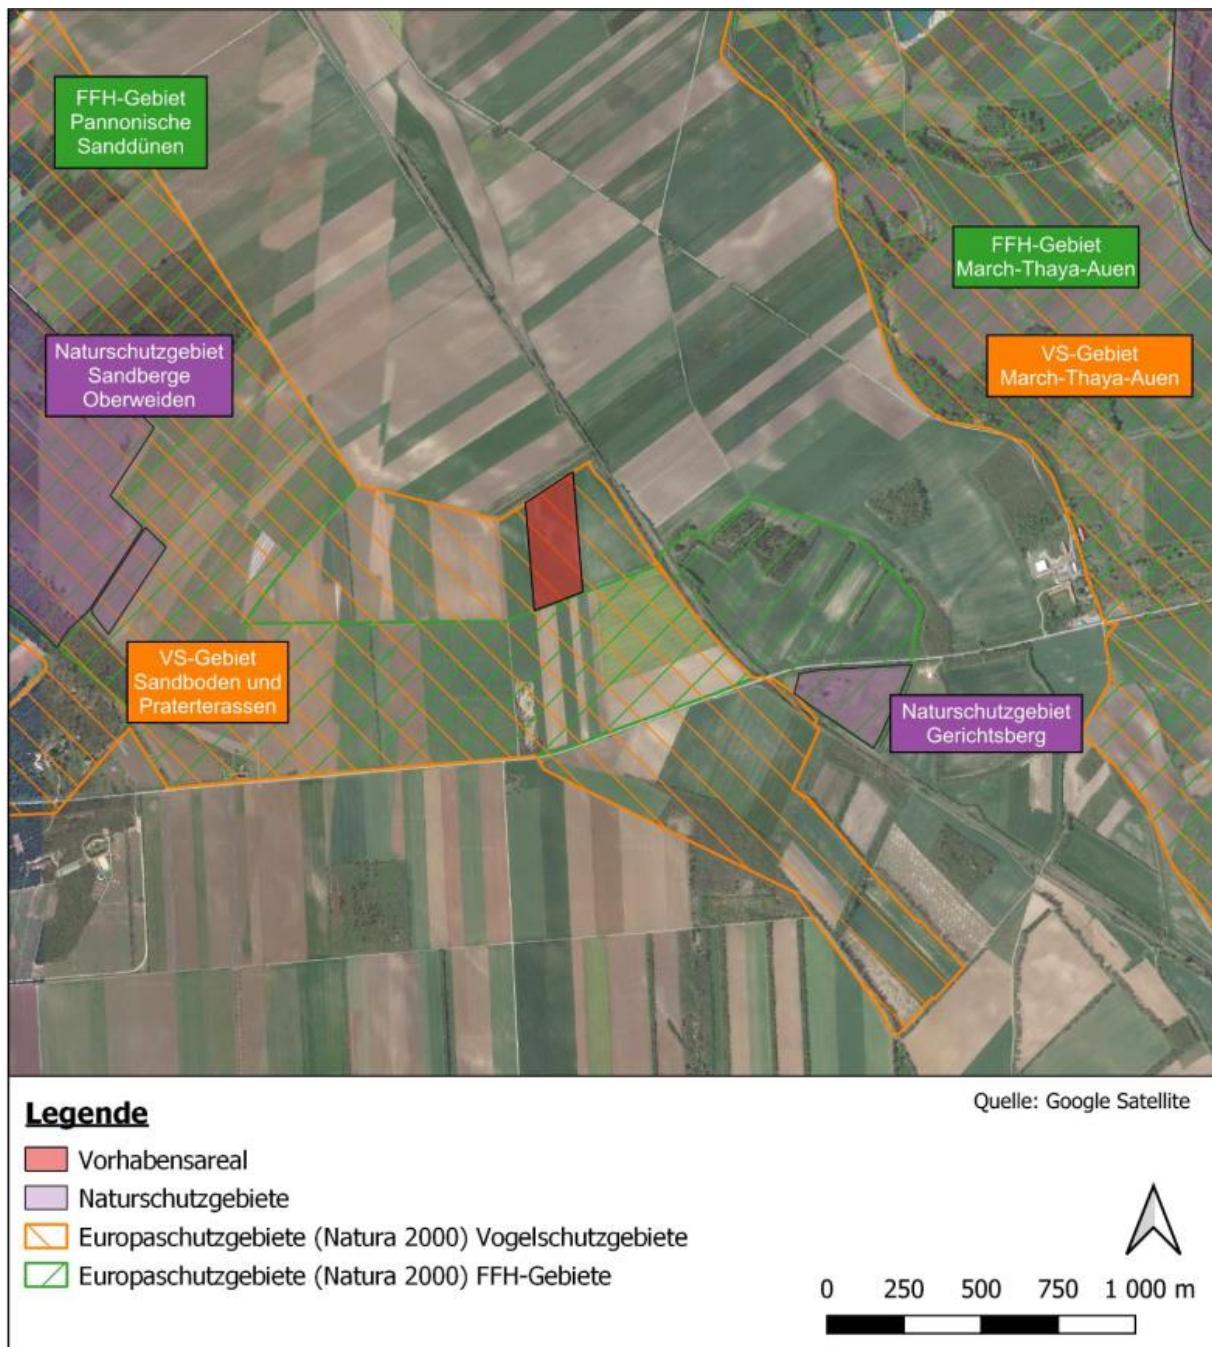 FFH-Gebiet
Pannonische
Sanddünen
FFH-Gebiet
March-Thaya-Auen
Naturschutzgebiet
Sandberge
Oberweiden
VS-Gebiet
March-Thaya-Auen
VS-Gebiet
Sandboden und
Praterterassen
Naturschutzgebiet
Gerichtsberg
Quelle: Google Satellite
Legende
Vorhabensareal
Naturschutzgebiete
Europaschutzgebiete (Natura 2000) Vogelschutzgebiete
Europaschutzgebiete (Natura 2000) FFH-Gebiete
0 250 500 750 1 000 m